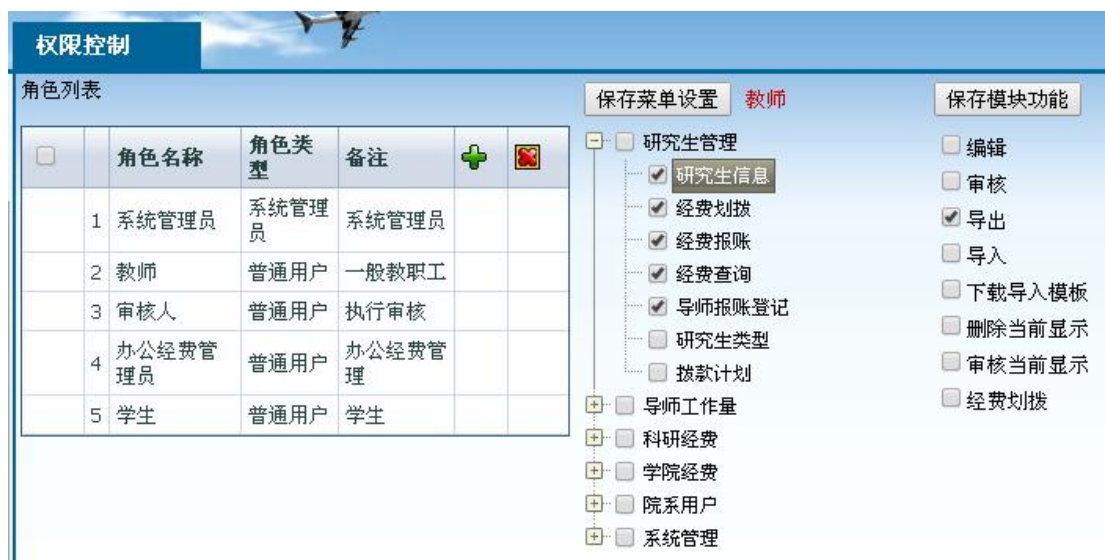 权限控制
角色列表
角色名称 角色类型 备注
1 系统管理员 系统管理员 系统管理员
2 教师 普通用户 一般教职工
3 审核人 普通用户 执行审核
4 办公经费管理员 普通用户 办公经费管理
5 学生 普通用户 学生
保存菜单设置 教师
研究生管理
研究生信息
经费划拨
经费报账
经费查询
导师报账登记
研究生类型
拨款计划
导师工作量
科研经费
学院经费
院系用户
系统管理
保存模块功能
编辑
审核
导出
导入
下载导入模板
删除当前显示
审核当前显示
经费划拨